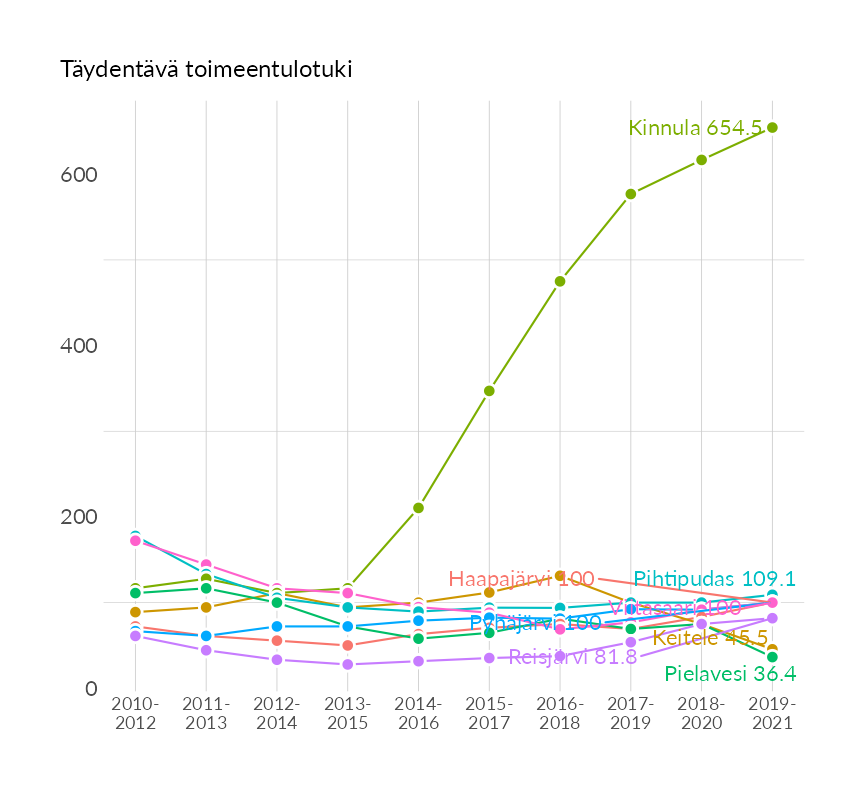 Täydentävä toimeentulotuki
Kinnula 654.5
600
400
200
Haapajärvi 100
Pihtipudas 109.1
Viitasaari 100
Pyhäjärvi 100
Keitele 45.5
Reisjärvi 81.8
Pielavesi 36.4
0
2010-
2012
2011-
2013
2012-
2014
2013-
2015
2014-
2016
2015-
2017
2016-
2018
2017-
2019
2018-
2020
2019-
2021